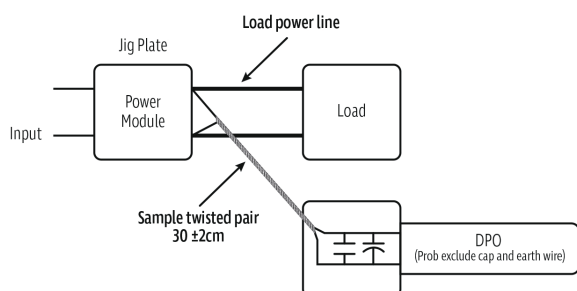 Load power line
Jig Plate
Power
Module
Load
Input
Sample twisted pair
30 ±2cm
DPO
(Prob exclude cap and earth wire)